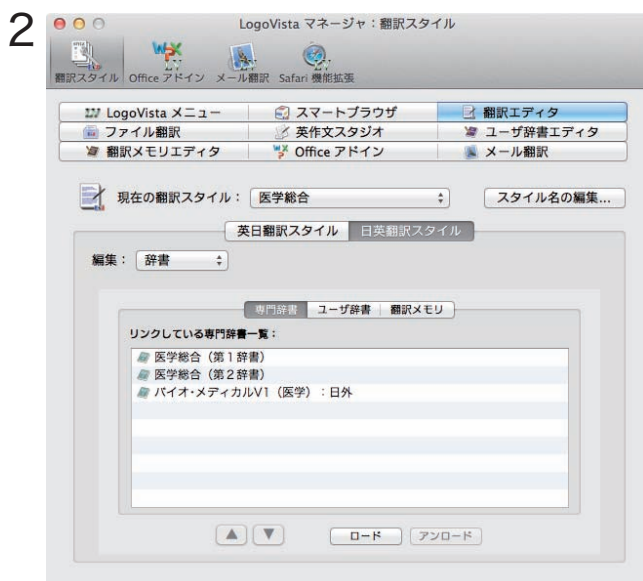 2
LogoVista マネージャ：翻訳スタイル
翻訳スタイル Office アドイン メール翻訳 Safari 機能拡張
LogoVista メニュー スマートブラウザ 翻訳エディタ
ファイル翻訳 英作文スタジオ ユーザ辞書エディタ
翻訳メモリエディタ Office アドイン メール翻訳
現在の翻訳スタイル： 医学総合 スタイル名の編集...
英日翻訳スタイル 日英翻訳スタイル
編集： 辞書
専門辞書 ユーザ辞書 翻訳メモリ
リンクしている専門辞書一覧：
医学総合（第１辞書）
医学総合（第２辞書）
バイオ・メディカルV1（医学）：日外
ロード アンロード